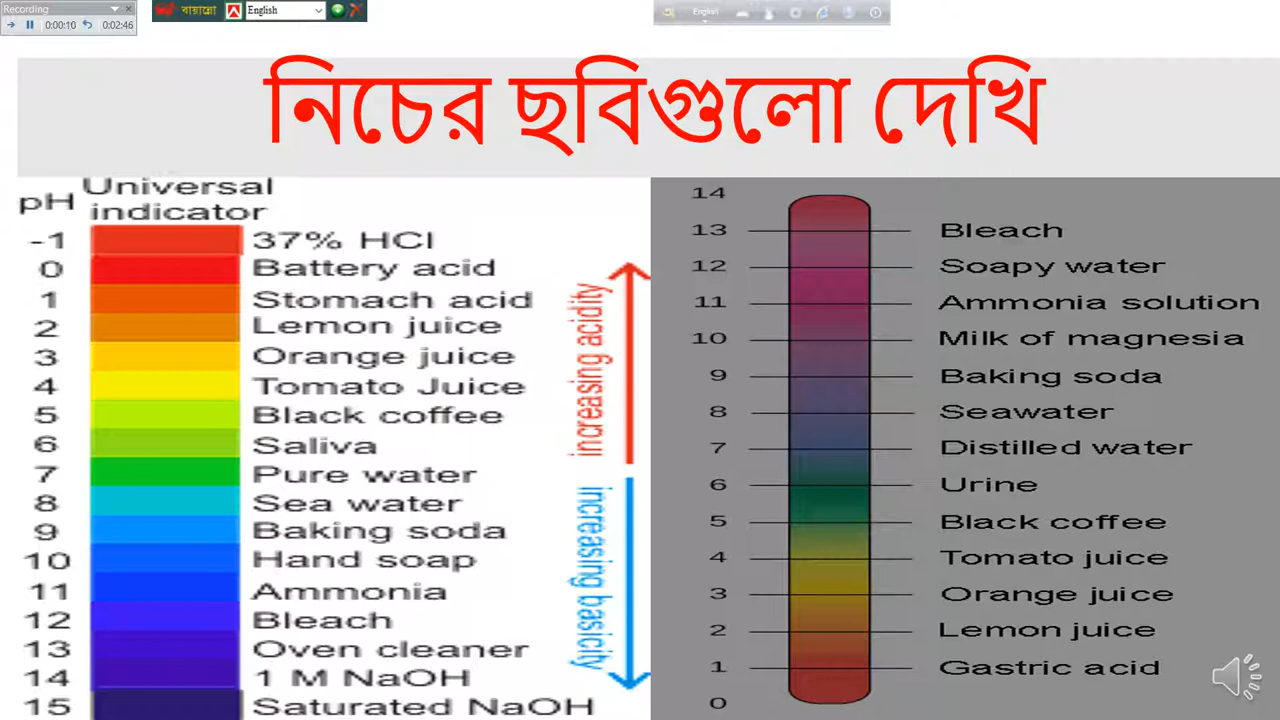 Recording
0:00:10
0:02:46
বায়ান্নো
English
English
নিচের ছবিগুলো দেখি
pH Universal indicator
-1 37% HCl
0 Battery acid
1 Stomach acid
2 Lemon juice
3 Orange juice
4 Tomato Juice
5 Black coffee
6 Saliva
7 Pure water
8 Sea water
9 Baking soda
10 Hand soap
11 Ammonia
12 Bleach
13 Oven cleaner
14 1 M NaOH
15 Saturated NaOH
increasing acidity
increasing basicity
14
13 Bleach
12 Soapy water
11 Ammonia solution
10 Milk of magnesia
9 Baking soda
8 Seawater
7 Distilled water
6 Urine
5 Black coffee
4 Tomato juice
3 Orange juice
2 Lemon juice
1 Gastric acid
0